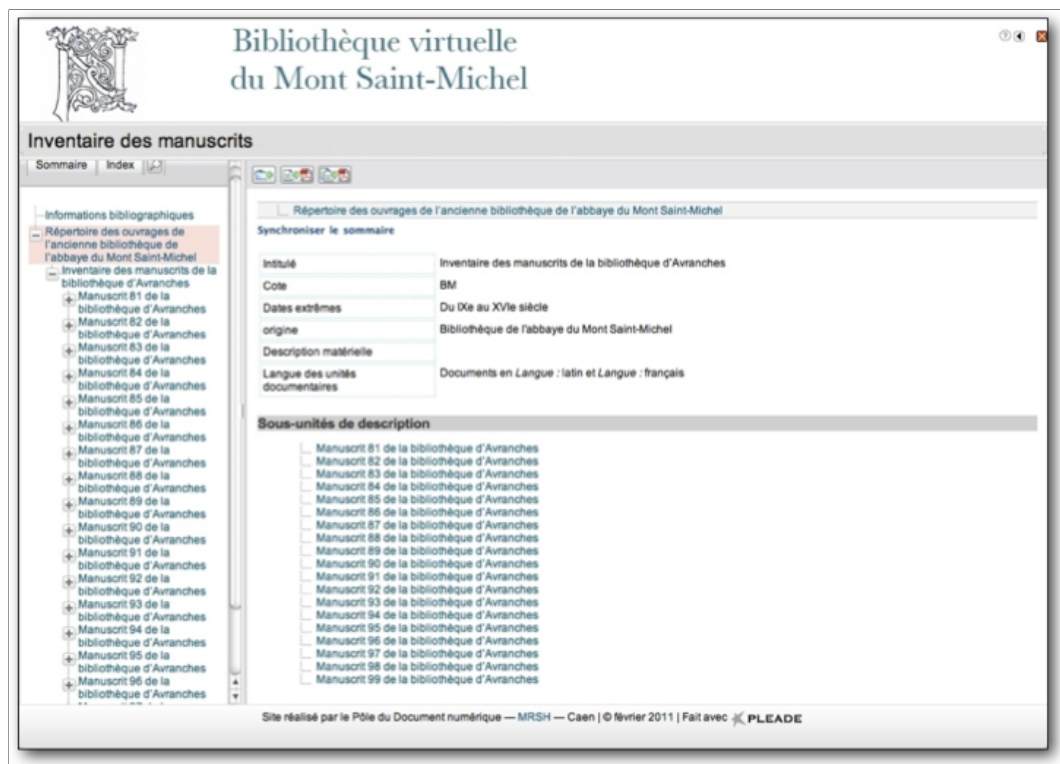 Bibliothèque virtuelle
du Mont Saint-Michel
Inventaire des manuscrits
Sommaire
Index
Informations bibliographiques
Répertoire des ouvrages de
l'ancienne bibliothèque de
l'abbaye du Mont Saint-Michel
Inventaire des manuscrits de la
bibliothèque d'Avranches
Manuscrit 81 de la
bibliothèque d'Avranches
Manuscrit 82 de la
bibliothèque d'Avranches
Manuscrit 83 de la
bibliothèque d'Avranches
Manuscrit 84 de la
bibliothèque d'Avranches
Manuscrit 85 de la
bibliothèque d'Avranches
Manuscrit 86 de la
bibliothèque d'Avranches
Manuscrit 87 de la
bibliothèque d'Avranches
Manuscrit 88 de la
bibliothèque d'Avranches
Manuscrit 89 de la
bibliothèque d'Avranches
Manuscrit 90 de la
bibliothèque d'Avranches
Manuscrit 91 de la
bibliothèque d'Avranches
Manuscrit 92 de la
bibliothèque d'Avranches
Manuscrit 93 de la
bibliothèque d'Avranches
Manuscrit 94 de la
bibliothèque d'Avranches
Manuscrit 95 de la
bibliothèque d'Avranches
Manuscrit 96 de la
bibliothèque d'Avranches
Répertoire des ouvrages de l'ancienne bibliothèque de l'abbaye du Mont Saint-Michel
Synchroniser le sommaire
Intitulé Inventaire des manuscrits de la bibliothèque d'Avranches
Cote BM
Dates extrêmes Du IXe au XVIe siècle
origine Bibliothèque de l'abbaye du Mont Saint-Michel
Description matérielle
Langue des unités Documents en Langue : latin et Langue : français
documentaires
Sous-unités de description
Manuscrit 81 de la bibliothèque d'Avranches
Manuscrit 82 de la bibliothèque d'Avranches
Manuscrit 83 de la bibliothèque d'Avranches
Manuscrit 84 de la bibliothèque d'Avranches
Manuscrit 85 de la bibliothèque d'Avranches
Manuscrit 86 de la bibliothèque d'Avranches
Manuscrit 87 de la bibliothèque d'Avranches
Manuscrit 88 de la bibliothèque d'Avranches
Manuscrit 89 de la bibliothèque d'Avranches
Manuscrit 90 de la bibliothèque d'Avranches
Manuscrit 91 de la bibliothèque d'Avranches
Manuscrit 92 de la bibliothèque d'Avranches
Manuscrit 93 de la bibliothèque d'Avranches
Manuscrit 94 de la bibliothèque d'Avranches
Manuscrit 95 de la bibliothèque d'Avranches
Manuscrit 96 de la bibliothèque d'Avranches
Manuscrit 97 de la bibliothèque d'Avranches
Manuscrit 98 de la bibliothèque d'Avranches
Manuscrit 99 de la bibliothèque d'Avranches
Site réalisé par le Pôle du Document numérique — MRSH — Caen | © février 2011 | Fait avec PLEADE